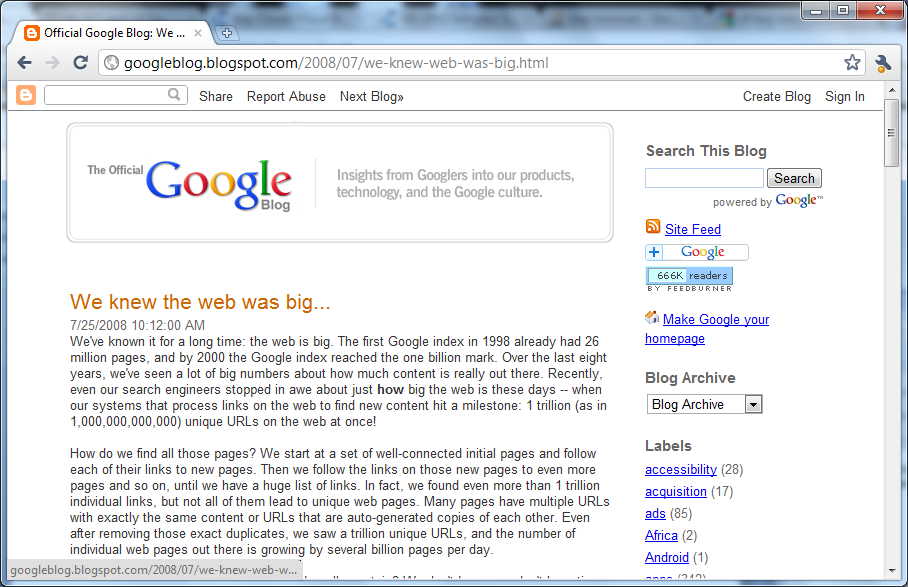 Official Google Blog: We ...
googleblog.blogspot.com/2008/07/we-knew-web-was-big.html
Share Report Abuse Next Blog» Create Blog Sign In
The Official Google Blog
Insights from Googlers into our products,
technology, and the Google culture.
We knew the web was big...
7/25/2008 10:12:00 AM
We've known it for a long time: the web is big. The first Google index in 1998 already had 26
million pages, and by 2000 the Google index reached the one billion mark. Over the last eight
years, we've seen a lot of big numbers about how much content is really out there. Recently,
even our search engineers stopped in awe about just how big the web is these days -- when
our systems that process links on the web to find new content hit a milestone: 1 trillion (as in
1,000,000,000,000) unique URLs on the web at once!
How do we find all those pages? We start at a set of well-connected initial pages and follow
each of their links to new pages. Then we follow the links on those new pages to even more
pages and so on, until we have a huge list of links. In fact, we found even more than 1 trillion
individual links, but not all of them lead to unique web pages. Many pages have multiple URLs
with exactly the same content or URLs that are auto-generated copies of each other. Even
after removing those exact duplicates, we saw a trillion unique URLs, and the number of
individual web pages out there is growing by several billion pages per day.
Search This Blog
Search
powered by Google™
Site Feed
+ Google
666K readers
BY FEEDBURNER
Make Google your
homepage
Blog Archive
Blog Archive
Labels
accessibility (28)
acquisition (17)
ads (85)
Africa (2)
Android (1)
googleblog.blogspot.com/2008/07/we-knew-web-w...